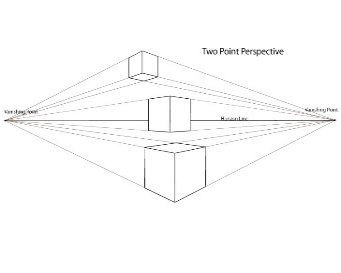 Two Point Perspective
Vanishing Point
Vanishing Point
Horizon Line